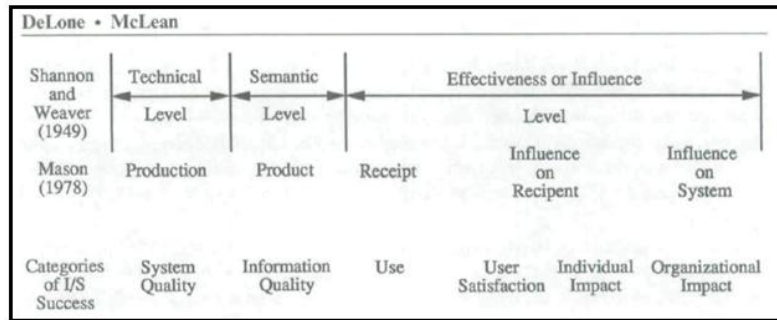 DeLone • McLean
Shannon and Weaver (1949)
Technical Level
Semantic Level
Effectiveness or Influence Level
Mason (1978)
Production
Product
Receipt
Influence on Recipent
Influence on System
Categories of I/S Success
System Quality
Information Quality
Use
User Satisfaction
Individual Impact
Organizational Impact